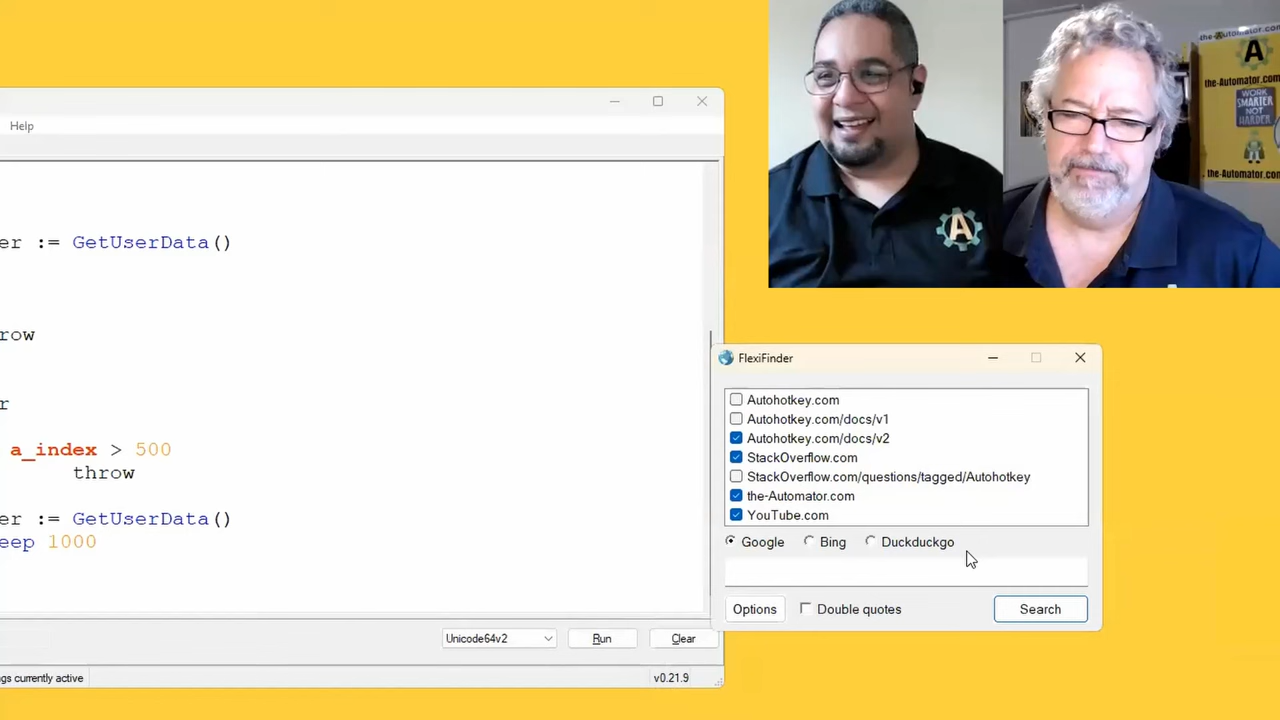 Help
er := GetUserData()
row
r
a_index > 500
throw
er := GetUserData()
eep 1000
Unicode64v2
Run
Clear
gs currently active
v0.21.9
A
A
the-Automator.com
WORK
SMARTER
NOT
HARDER
the-Automator.com
FlexiFinder
Autohotkey.com
Autohotkey.com/docs/v1
Autohotkey.com/docs/v2
StackOverflow.com
StackOverflow.com/questions/tagged/Autohotkey
the-Automator.com
YouTube.com
Google
Bing
Duckduckgo
Options
Double quotes
Search